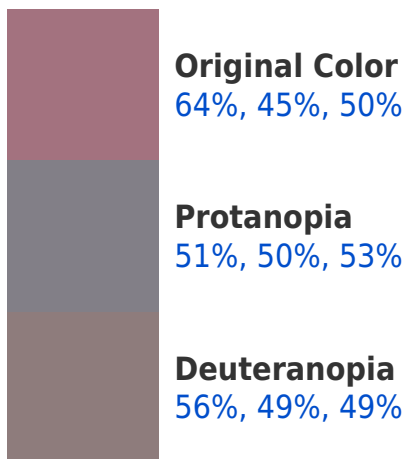 Original Color
64%, 45%, 50%
Protanopia
51%, 50%, 53%
Deuteranopia
56%, 49%, 49%